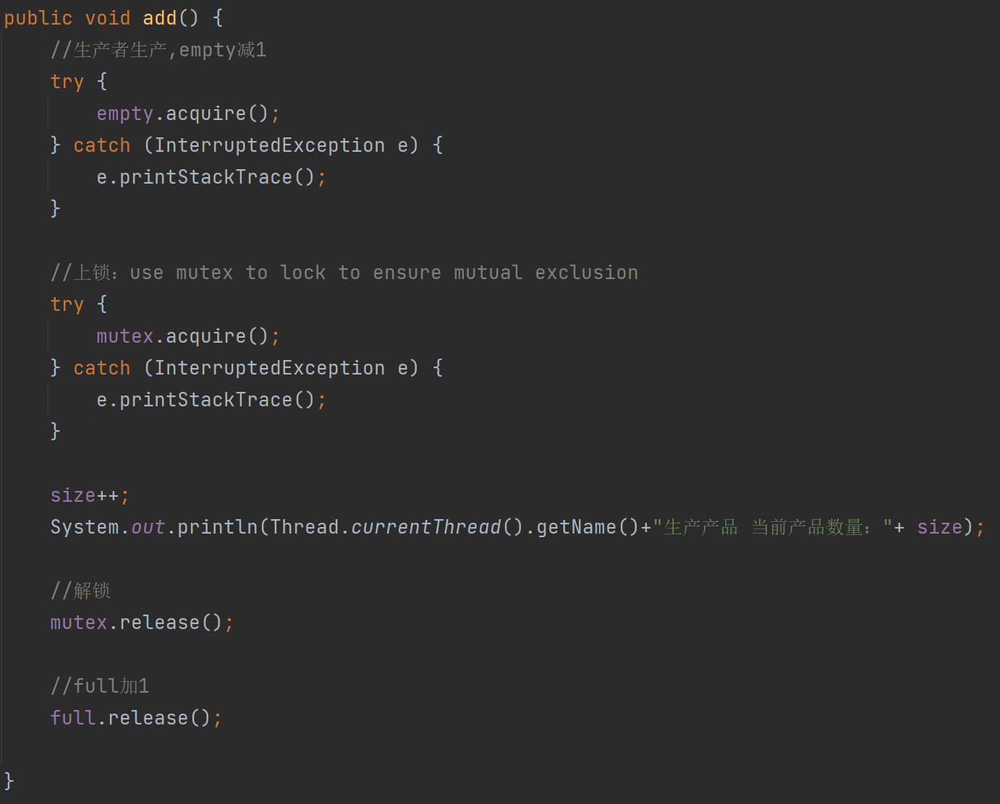 public void add() {
//生产者生产,empty减1
try {
empty.acquire();
} catch (InterruptedException e) {
e.printStackTrace();
}
//上锁：use mutex to lock to ensure mutual exclusion
try {
mutex.acquire();
} catch (InterruptedException e) {
e.printStackTrace();
}
size++;
System.out.println(Thread.currentThread().getName()+"生产产品 当前产品数量："+ size);
//解锁
mutex.release();
//full加1
full.release();
}